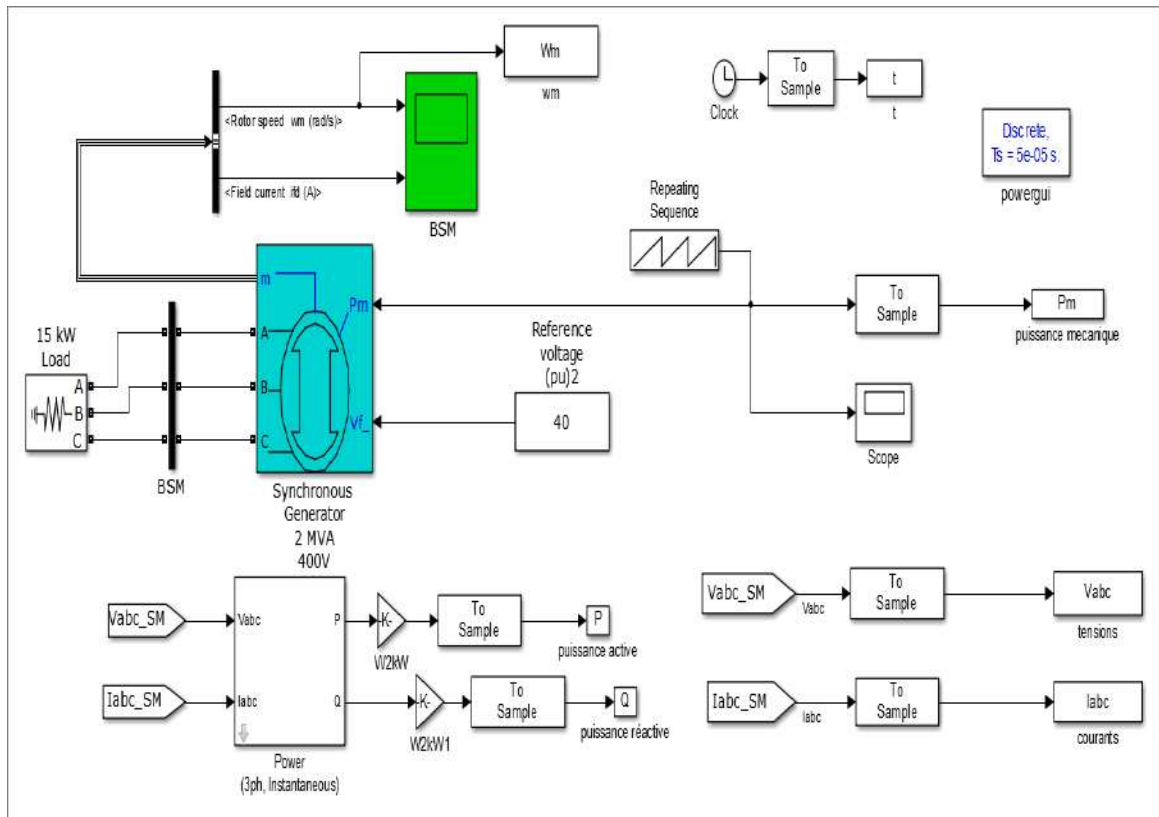 Wm
wm
<Rotor speed wm (rad/s)>
<Field current ifd (A)>
BSM
Clock
To
Sample
t
t
Discrete,
Ts = 5e-05 s.
powergui
Repeating
Sequence
m
Pm
A
B
C
Vf_
15 kW
Load
A
B
C
BSM
Synchronous
Generator
2 MVA
400V
Reference
voltage
(pu)2
40
To
Sample
Pm
puissance mecanique
Scope
Vabc_SM
Iabc_SM
Vabc
Iabc
P
Q
Power
(3ph, Instantaneous)
-K-
W2kW
To
Sample
P
puissance active
-K-
W2kW1
To
Sample
Q
puissance réactive
Vabc_SM
Vabc
To
Sample
Vabc
tensions
Iabc_SM
Iabc
To
Sample
Iabc
courants